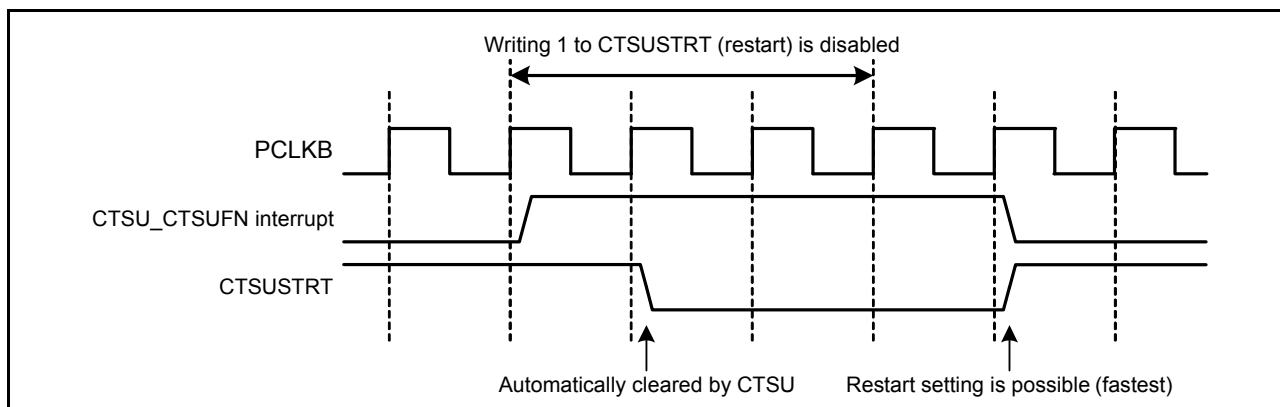 Writing 1 to CTSUSTRT (restart) is disabled
PCLKB
CTSU_CTSUFN interrupt
CTSUSTRT
Automatically cleared by CTSU
Restart setting is possible (fastest)